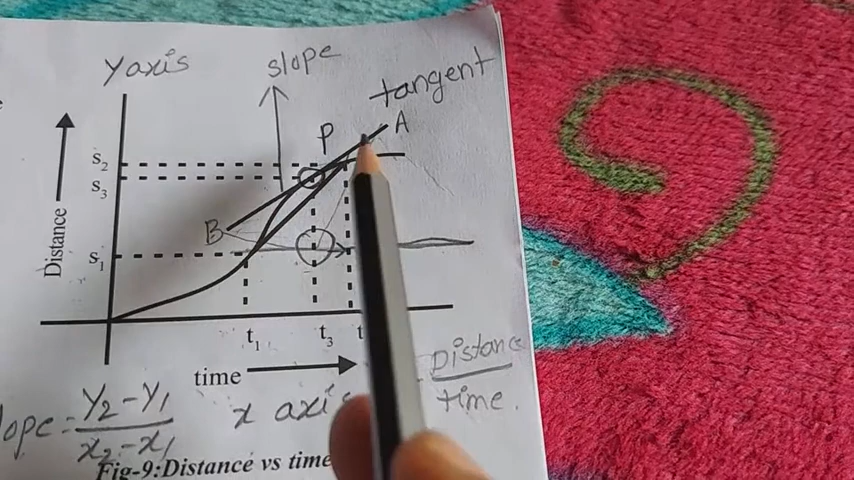 y axis
slope
tangent
P
A
s2
s3
B
Distance
s1
t1
t3
t
time
Distance
time.
slope = y2-y1
x2-x1
x axis
Fig-9:Distance vs time